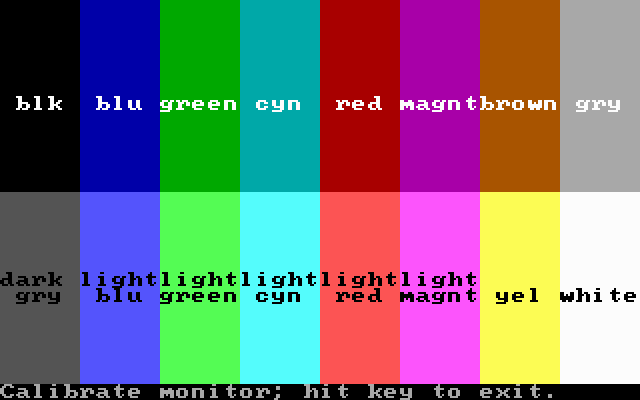 blk blu green cyn red magnt brown gry
dark light light light light light
gry blu green cyn red magnt yel white
Calibrate monitor; hit key to exit.